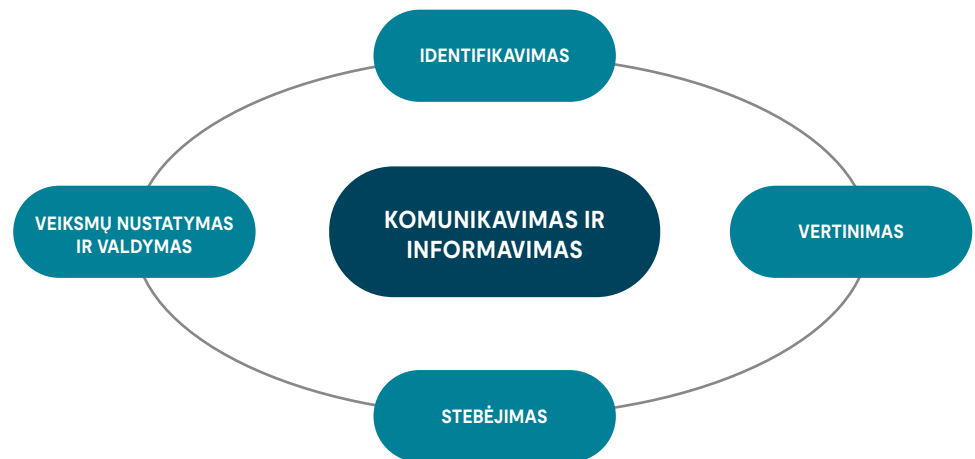 IDENTIFIKAVIMAS
VEIKSMŲ NUSTATYMAS
IR VALDYMAS
KOMUNIKAVIMAS IR
INFORMAVIMAS
VERTINIMAS
STEBĖJIMAS